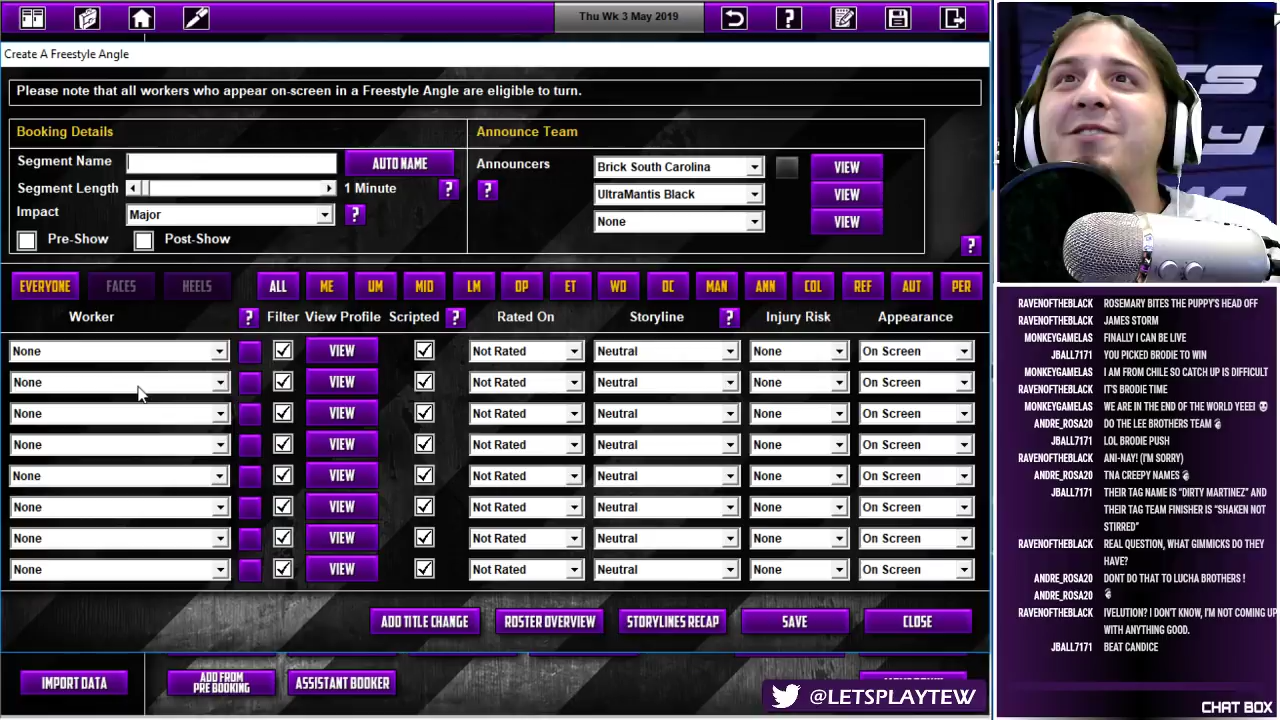 Thu Wk 3 May 2019
Create A Freestyle Angle
Please note that all workers who appear on-screen in a Freestyle Angle are eligible to turn.
Booking Details
Segment Name
AUTO NAME
Segment Length
1 Minute
?
Impact
Major
?
Pre-Show
Post-Show
Announce Team
Announcers
?
Brick South Carolina
VIEW
UltraMantis Black
VIEW
None
VIEW
?
EVERYONE FACES HEELS ALL ME UM MID LM OP ET WO OC MAN ANN COL REF AUT PER
Worker ? Filter View Profile Scripted ? Rated On Storyline ? Injury Risk Appearance
None VIEW Not Rated Neutral None On Screen
None VIEW Not Rated Neutral None On Screen
None VIEW Not Rated Neutral None On Screen
None VIEW Not Rated Neutral None On Screen
None VIEW Not Rated Neutral None On Screen
None VIEW Not Rated Neutral None On Screen
None VIEW Not Rated Neutral None On Screen
None VIEW Not Rated Neutral None On Screen
ADD TITLE CHANGE ROSTER OVERVIEW STORYLINES RECAP SAVE CLOSE
IMPORT DATA
ADD FROM
PRE BOOKING
ASSISTANT BOOKER
@LETSPLAYTEW
RAVENOFTHEBLACK ROSEMARY BITES THE PUPPY'S HEAD OFF
RAVENOFTHEBLACK JAMES STORM
MONKEYGAMELAS FINALLY I CAN BE LIVE
JBALL7171 YOU PICKED BRODIE TO WIN
MONKEYGAMELAS I AM FROM CHILE SO CATCH UP IS DIFFICULT
RAVENOFTHEBLACK IT'S BRODIE TIME
MONKEYGAMELAS WE ARE IN THE END OF THE WORLD YEEE!
ANDRE_ROSA20 DO THE LEE BROTHERS TEAM
JBALL7171 LOL BRODIE PUSH
RAVENOFTHEBLACK ANI-NAY! (I'M SORRY)
ANDRE_ROSA20 TNA CREEPY NAMES
JBALL7171 THEIR TAG NAME IS "DIRTY MARTINEZ" AND
THEIR TAG TEAM FINISHER IS "SHAKEN NOT
STIRRED"
RAVENOFTHEBLACK REAL QUESTION, WHAT GIMMICKS DO THEY
HAVE?
ANDRE_ROSA20 DONT DO THAT TO LUCHA BROTHERS !
ANDRE_ROSA20
RAVENOFTHEBLACK IVELUTION? I DON'T KNOW, I'M NOT COMING UP
WITH ANYTHING GOOD.
JBALL7171 BEAT CANDICE
CHAT BOX